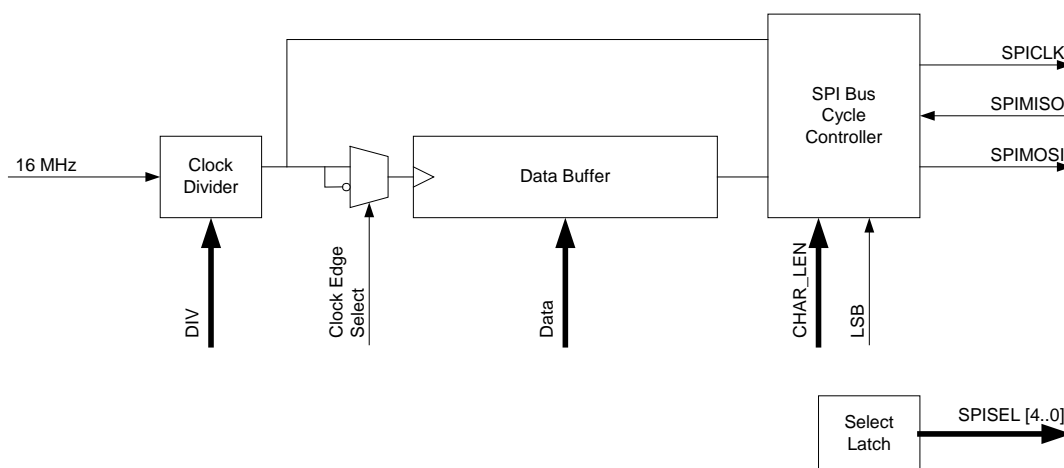 SPICLK
SPI Bus
Cycle
Controller
SPIMISO
16 MHz
Clock
Divider
Data Buffer
SPIMOSI
DIV
Clock Edge
Select
Data
CHAR_LEN
LSB
Select
Latch
SPISEL [4..0]